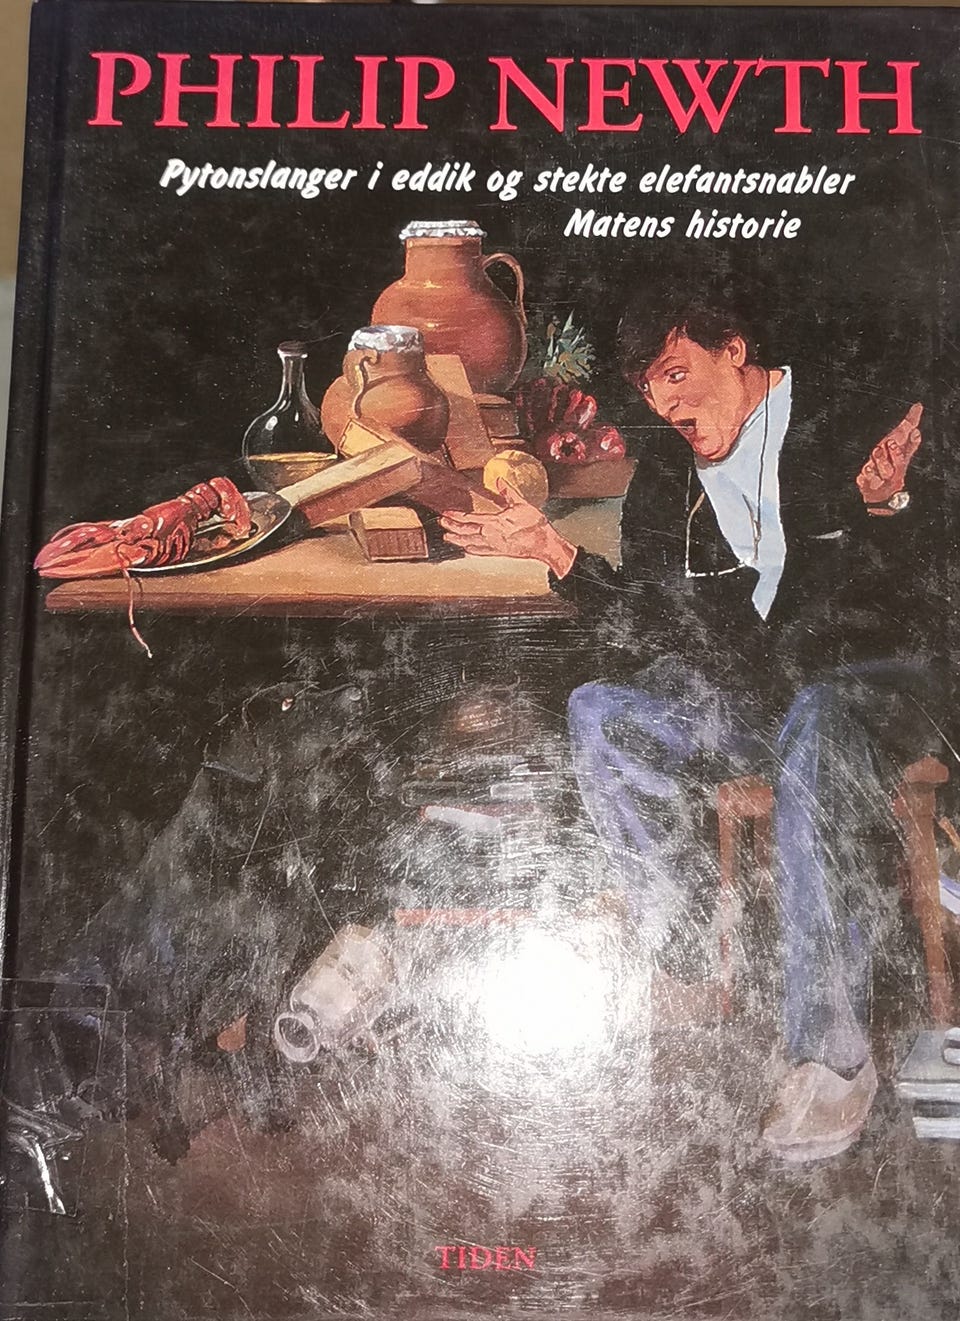 PHILIP NEWTH
Pytonslanger i eddik og stekte elefantsnabler
Matens historie
TIDEN